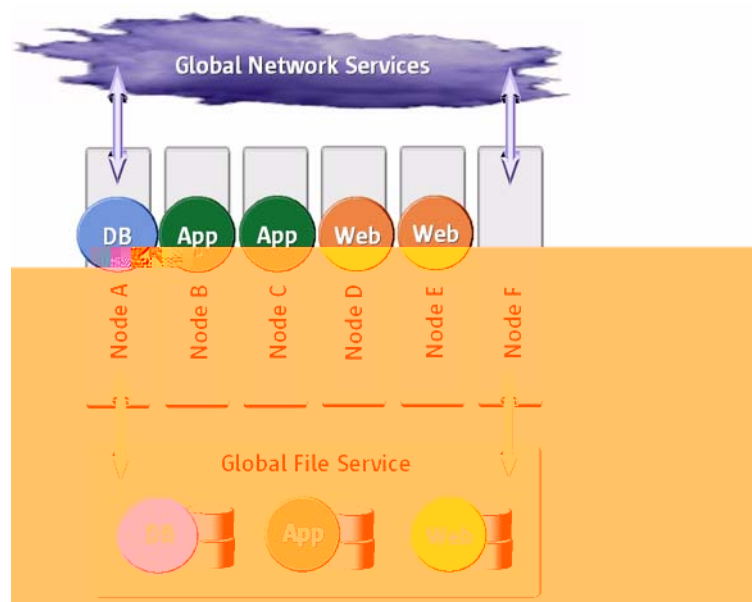 Global Network Services
DB App App Web Web
Node A Node B Node C Node D Node E Node F
Global File Service
DB App Web